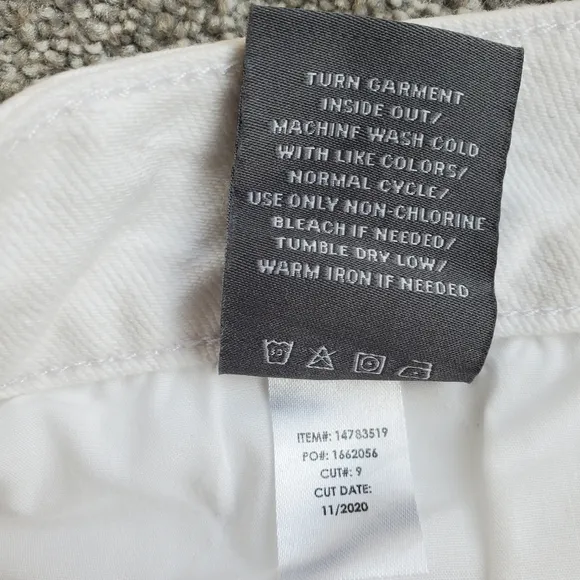 TURN GARMENT
INSIDE OUT/
MACHINE WASH COLD
WITH LIKE COLORS/
NORMAL CYCLE/
USE ONLY NON-CHLORINE
BLEACH IF NEEDED/
TUMBLE DRY LOW/
WARM IRON IF NEEDED
30°
ITEM#: 14783519
PO#: 1662056
CUT#: 9
CUT DATE:
11/2020